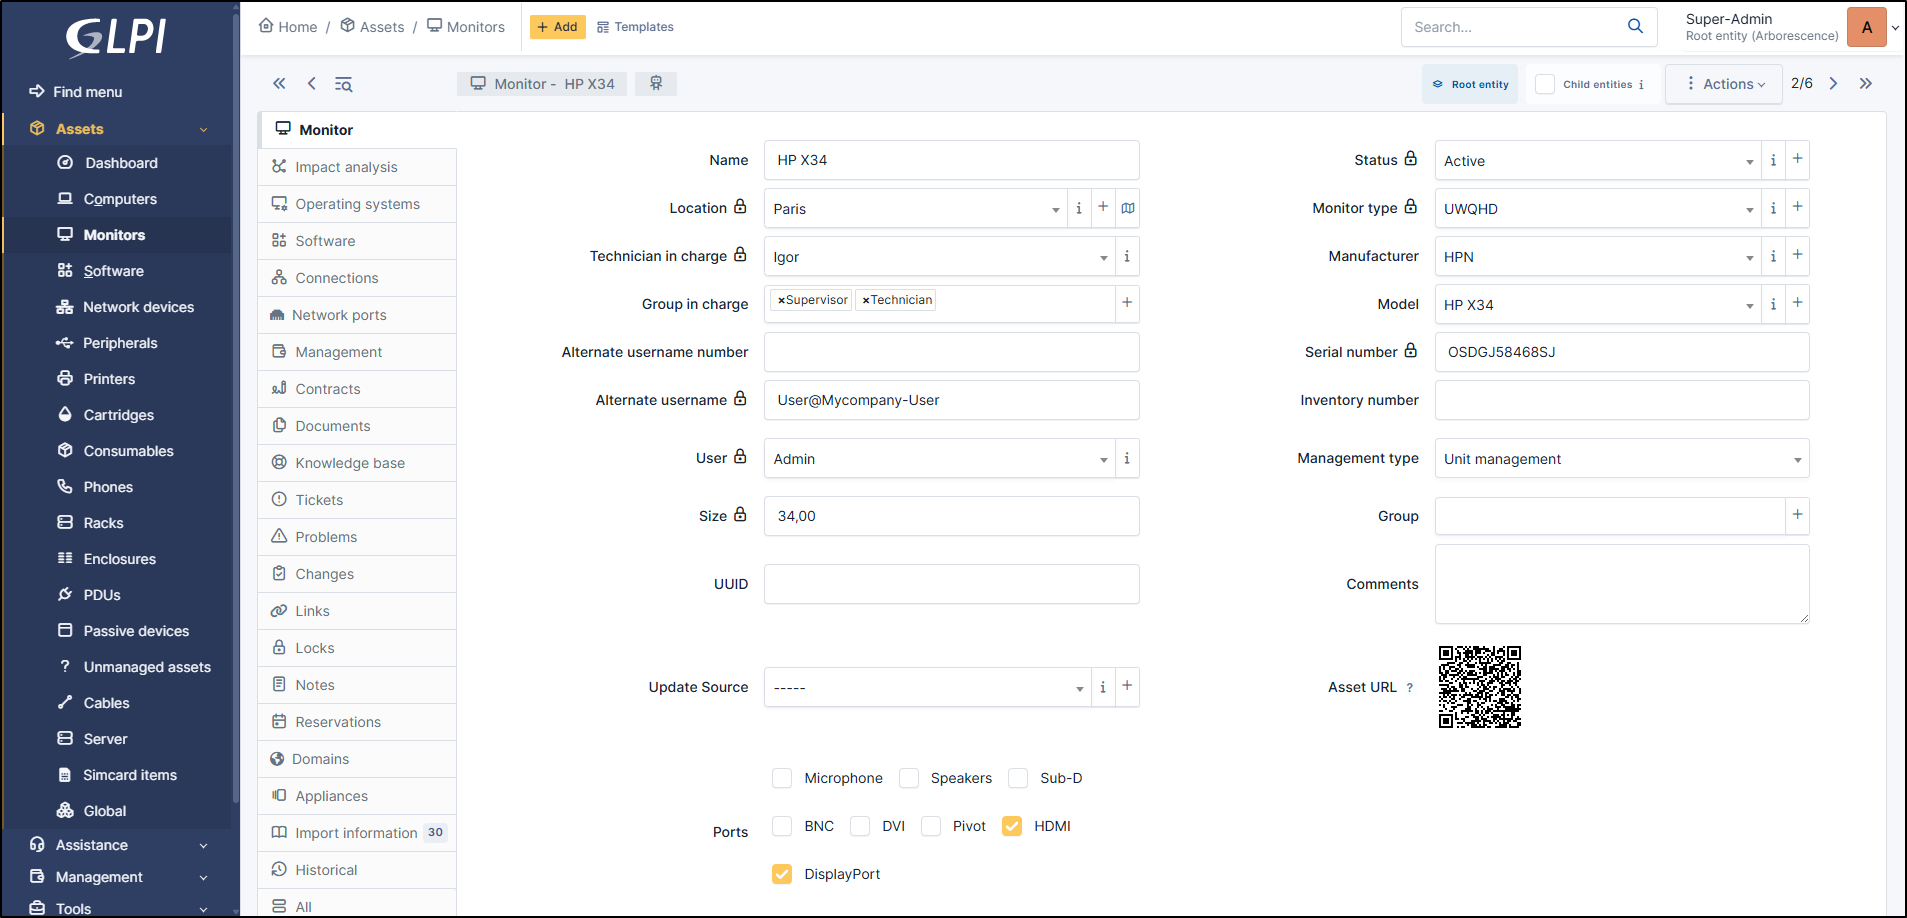 GLPI
Find menu
Assets
Dashboard
Computers
Monitors
Software
Network devices
Peripherals
Printers
Cartridges
Consumables
Phones
Racks
Enclosures
PDUs
Passive devices
? Unmanaged assets
Cables
Server
Simcard items
Global
Assistance
Management
Tools
Home / Assets / Monitors + Add Templates
Search...
Super-Admin
Root entity (Arborescence)
A
Monitor - HP X34
Root entity
Child entities i
Actions
2/6
Monitor
Impact analysis
Operating systems
Software
Connections
Network ports
Management
Contracts
Documents
Knowledge base
Tickets
Problems
Changes
Links
Locks
Notes
Reservations
Domains
Appliances
Import information 30
Historical
All
Name HP X34
Location Paris i +
Technician in charge Igor i
Group in charge ×Supervisor ×Technician +
Alternate username number
Alternate username User@Mycompany-User
User Admin i
Size 34,00
UUID
Update Source ----- i +
Status Active i +
Monitor type UWQHD i +
Manufacturer HPN i +
Model HP X34 i +
Serial number OSDGJ58468SJ
Inventory number
Management type Unit management
Group +
Comments
Asset URL ?
Ports
Microphone Speakers Sub-D
BNC DVI Pivot HDMI
DisplayPort